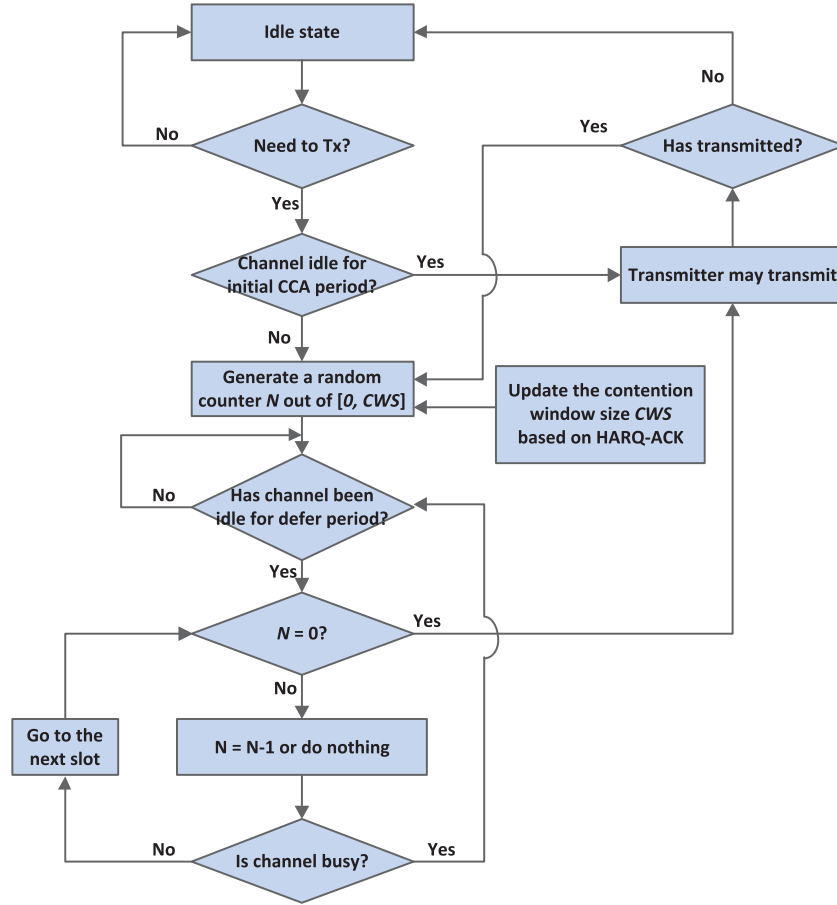 Idle state
No
No
Need to Tx?
Yes
Has transmitted?
Yes
Channel idle for
initial CCA period?
Yes
Transmitter may transmit
No
Generate a random
counter N out of [0, CWS]
Update the contention
window size CWS
based on HARQ-ACK
Has channel been
idle for defer period?
No
Yes
N = 0?
Yes
No
Go to the
next slot
N = N-1 or do nothing
No
Is channel busy?
Yes